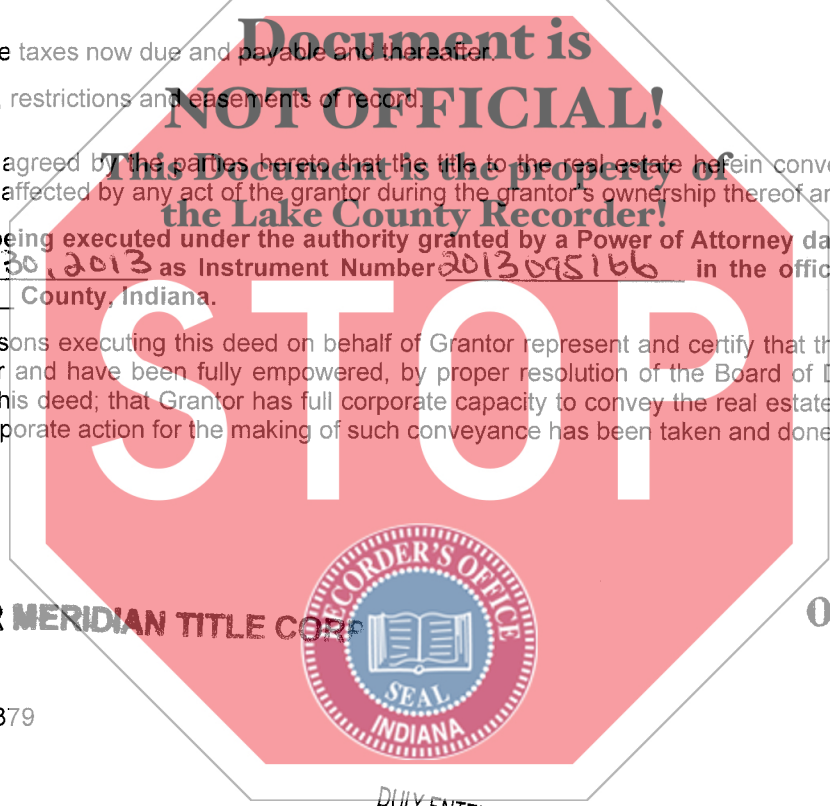 Document is
e taxes now due and payable and thereafter.
, restrictions and easements of record.
NOT OFFICIAL!
agreed by the parties hereto that the title to the real estate herein conve
This Document is the property of
affected by any act of the grantor during the grantor's ownership thereof an
the Lake County Recorder!
eing executed under the authority granted by a Power of Attorney da
30, 2013 as Instrument Number 2013095166 in the offic
County, Indiana.
STOP
sons executing this deed on behalf of Grantor represent and certify that th
r and have been fully empowered, by proper resolution of the Board of D
his deed; that Grantor has full corporate capacity to convey the real estate
porate action for the making of such conveyance has been taken and done
RECORDER'S OFFICE
R MERIDIAN TITLE CORP
0
SEAL
INDIANA
379
DULY ENTE